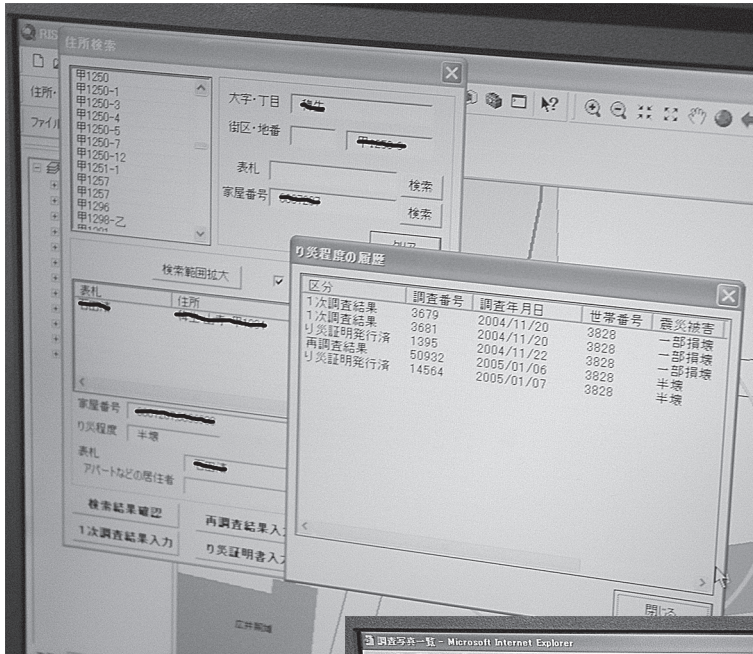 RIS
住所検索
住所・
ファイル
甲1250
甲1250-1
甲1250-3
甲1250-4
甲1250-5
甲1250-7
甲1250-12
甲1251-1
甲1257
甲1257
甲1296
甲1298-乙
大字・丁目
街区・地番
表札
検索
家屋番号
検索
クリア
検索範囲拡大
表札 住所
家屋番号
り災程度 半壊
表札
アパートなどの居住者
検索結果確認 再調査結果入
1次調査結果入力 り災証明書入
り災程度の履歴
区分 調査番号 調査年月日 世帯番号 震災被害
1次調査結果 3679 2004/11/20 3828 一部損壊
1次調査結果 3681 2004/11/20 3828 一部損壊
り災証明発行済 1395 2004/11/22 3828 一部損壊
再調査結果 50932 2005/01/06 3828 半壊
り災証明発行済 14564 2005/01/07 3828 半壊
閉じる
調査写真一覧 - Microsoft Internet Explorer